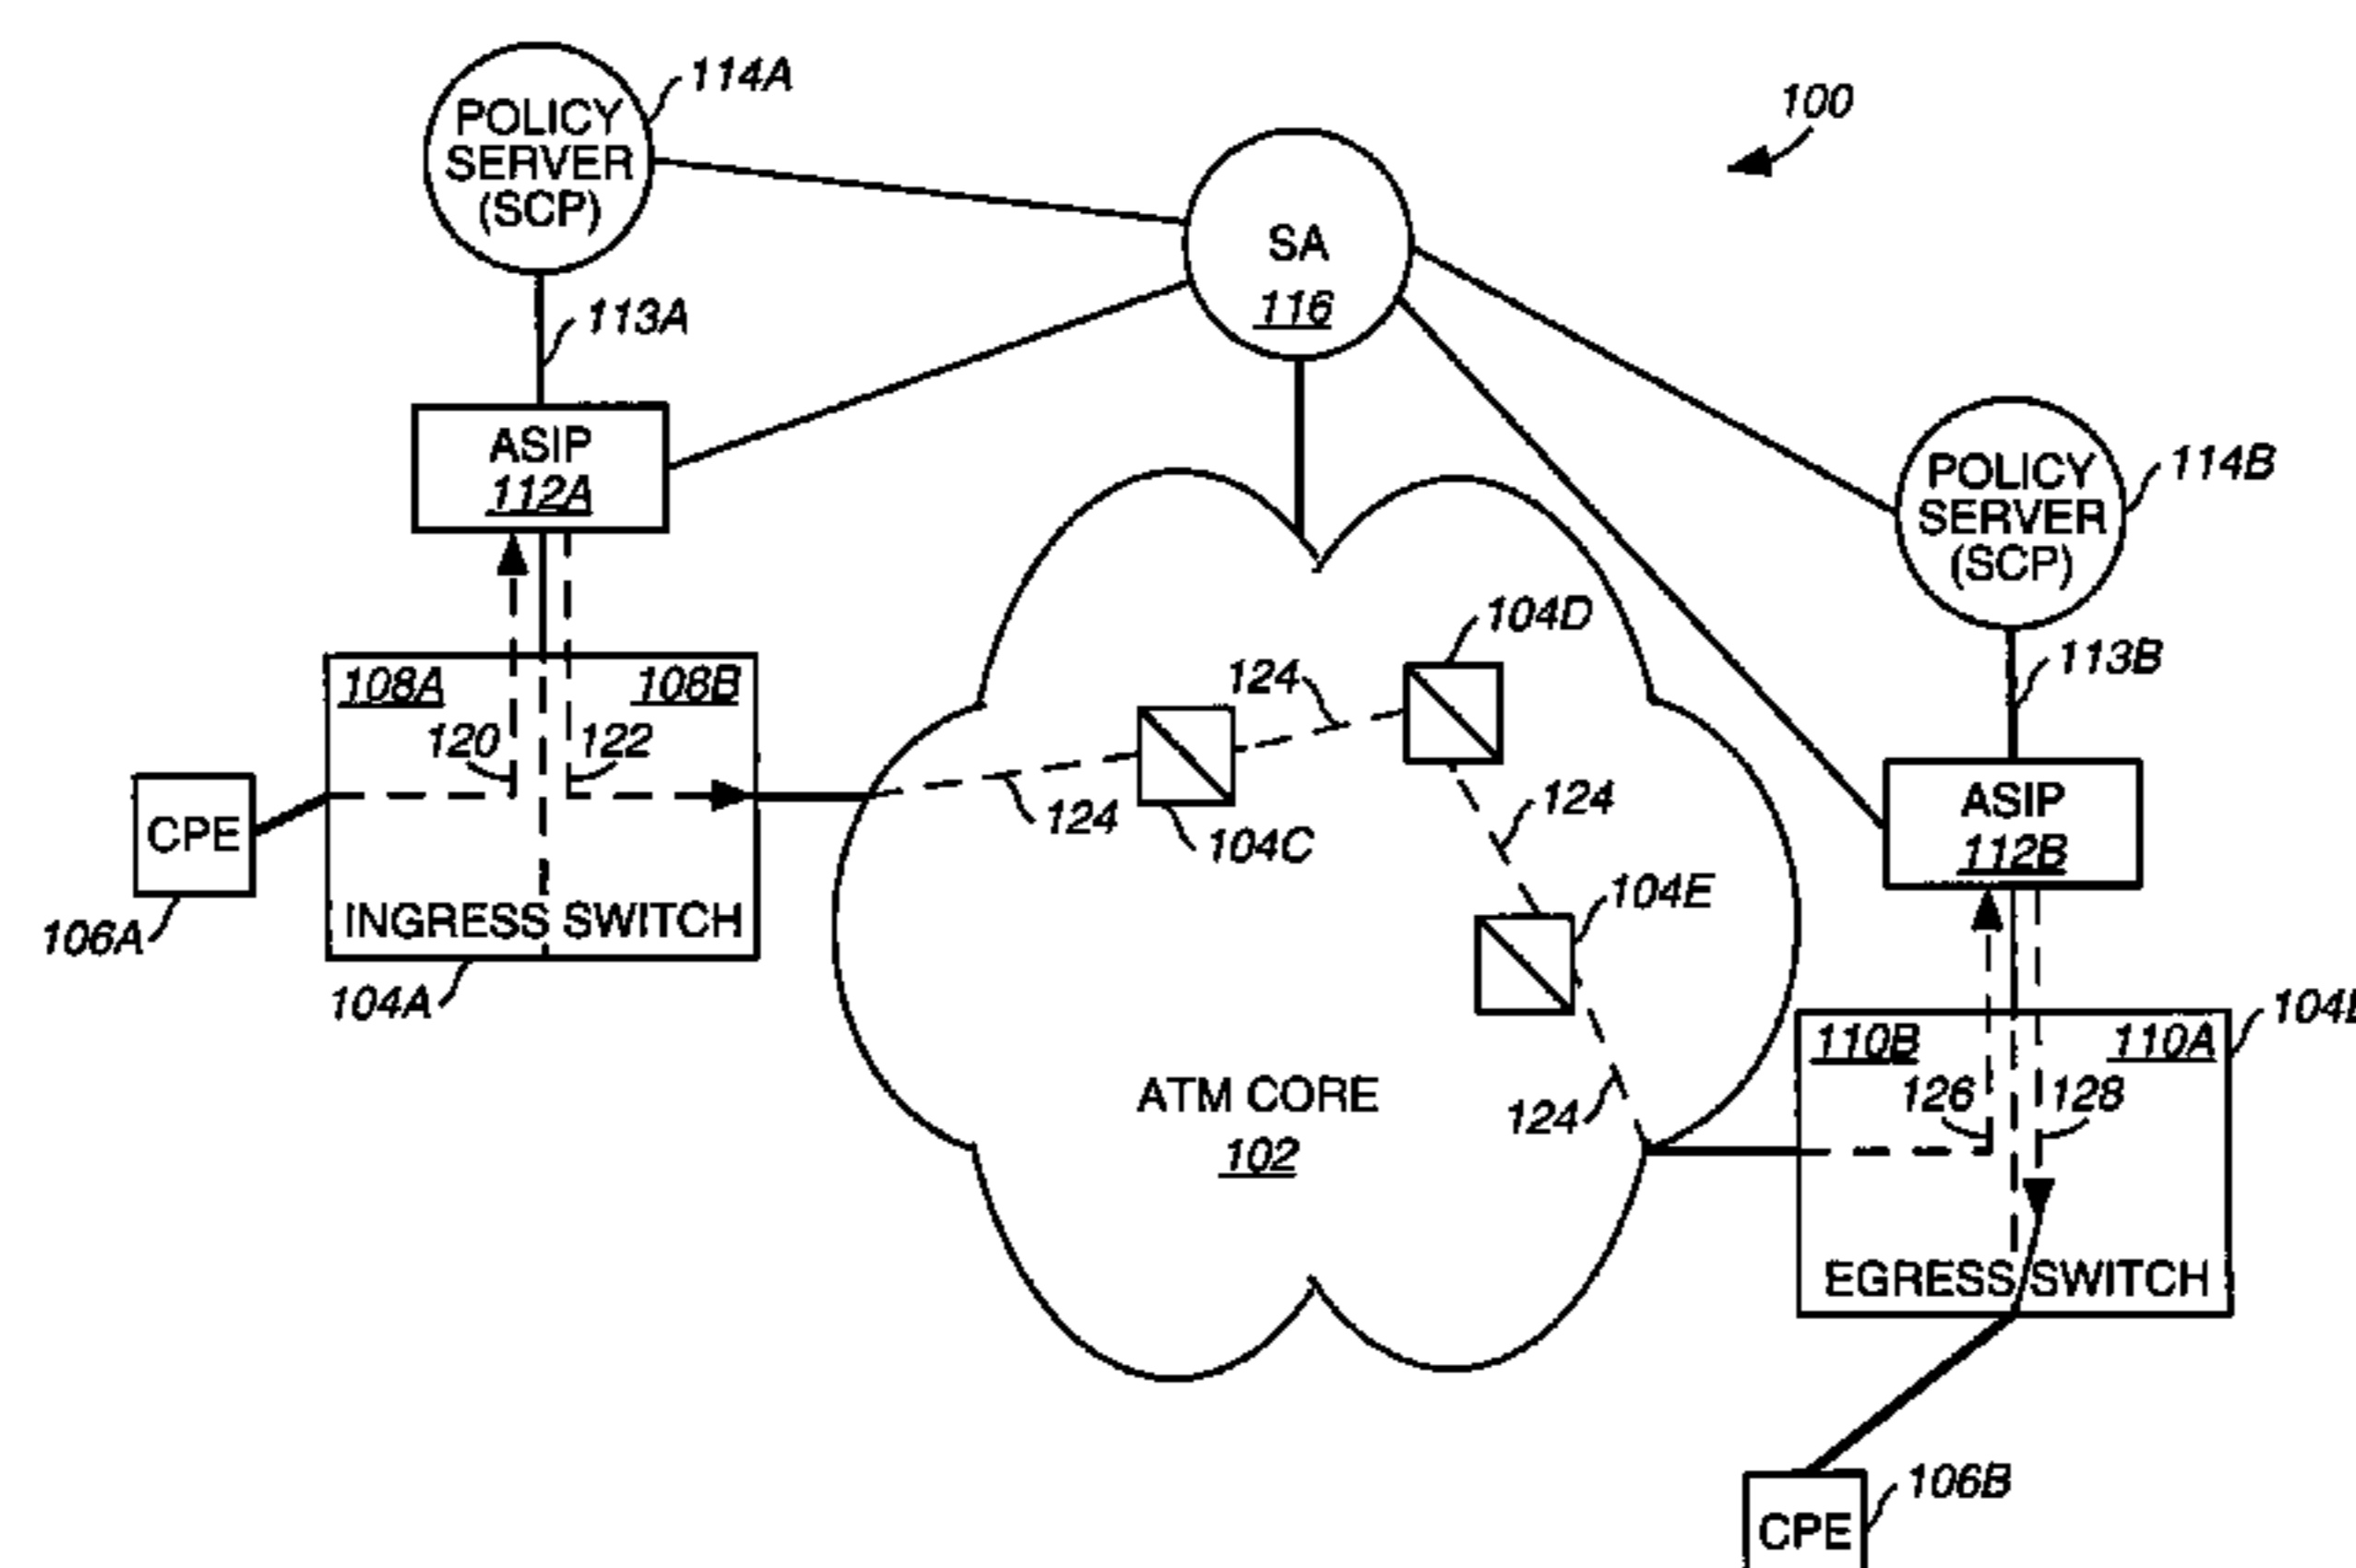 114A
POLICY
SERVER
(SCP)
100
SA
116
113A
ASIP
112A
114B
POLICY
SERVER
(SCP)
104D
124
113B
108A
108B
120
122
124
124
104C
CPE
ASIP
112B
104E
INGRESS SWITCH
106A
104A
110B
110A
ATM CORE
102
124
126
128
EGRESS SWITCH
106B
CPE